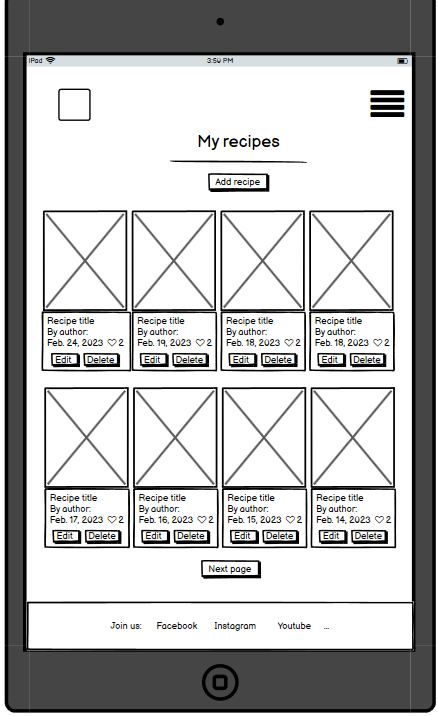 iPad 3:50 PM
My recipes
Add recipe
Recipe title
By author:
Feb. 24, 2023 ♡ 2
Edit Delete
Recipe title
By author:
Feb. 19, 2023 ♡ 2
Edit Delete
Recipe title
By author:
Feb. 18, 2023 ♡ 2
Edit Delete
Recipe title
By author:
Feb. 18, 2023 ♡ 2
Edit Delete
Recipe title
By author:
Feb. 17, 2023 ♡ 2
Edit Delete
Recipe title
By author:
Feb. 16, 2023 ♡ 2
Edit Delete
Recipe title
By author:
Feb. 15, 2023 ♡ 2
Edit Delete
Recipe title
By author:
Feb. 14, 2023 ♡ 2
Edit Delete
Next page
Join us: Facebook Instagram Youtube ...